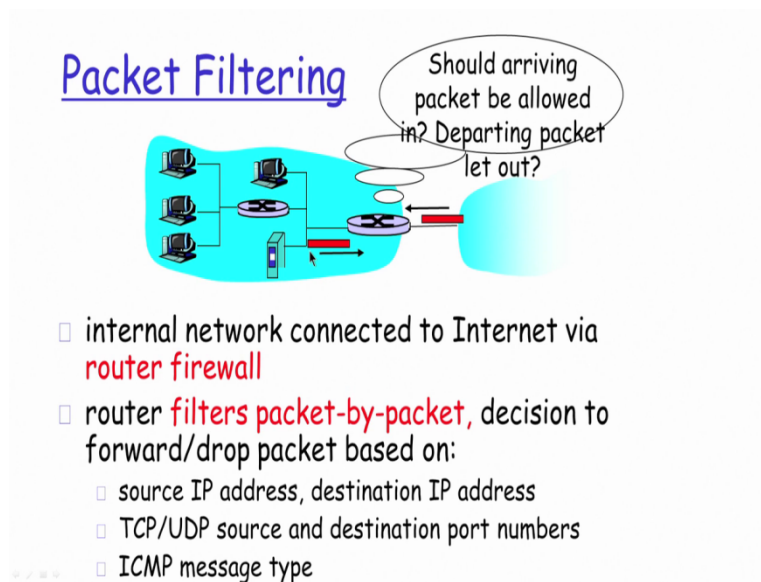 Packet Filtering
Should arriving
packet be allowed
in? Departing packet
let out?
internal network connected to Internet via
router firewall
router filters packet-by-packet, decision to
forward/drop packet based on:
source IP address, destination IP address
TCP/UDP source and destination port numbers
ICMP message type